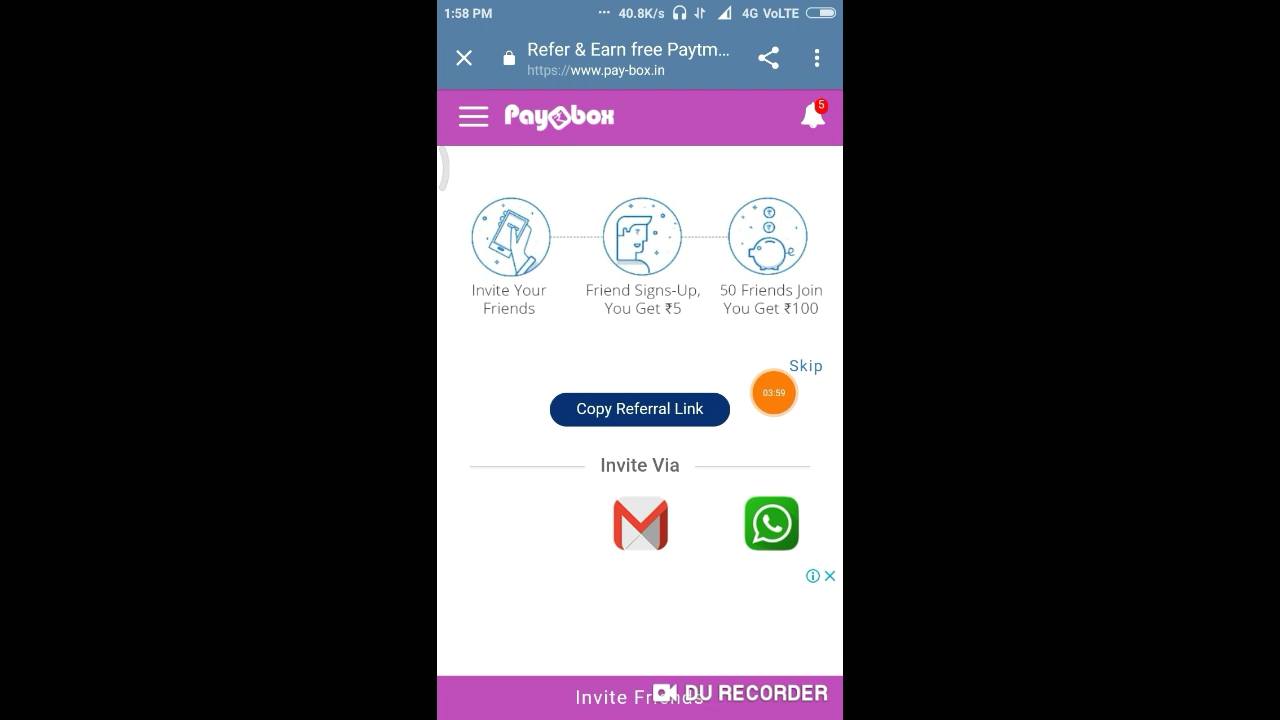 1:58 PM ... 40.8K/s 4G VoLTE
Refer & Earn free Paytm...
https://www.pay-box.in
Paybox
5
Invite Your
Friends
Friend Signs-Up,
You Get ₹5
50 Friends Join
You Get ₹100
Skip
03:59
Copy Referral Link
Invite Via
Invite Friends
DU RECORDER